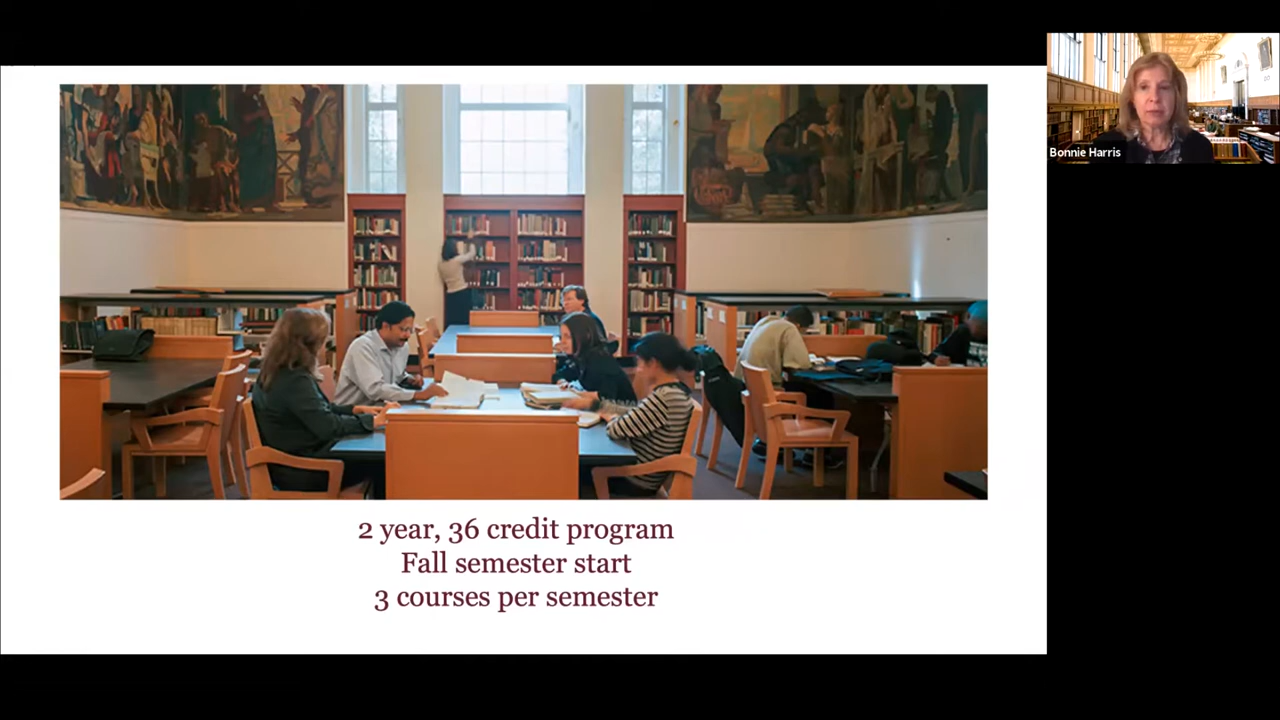 2 year, 36 credit program
Fall semester start
3 courses per semester
Bonnie Harris